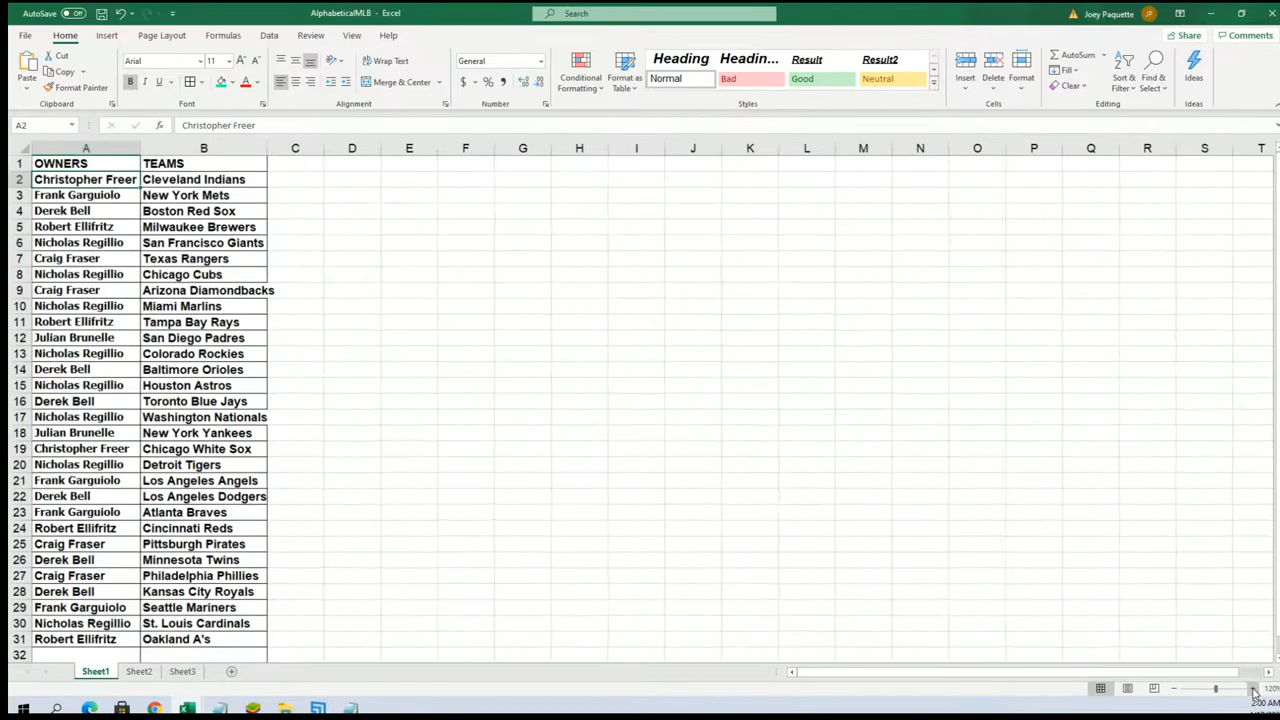 AutoSave Off AlphabeticalMLB - Excel Search Joey Paquette JP
File Home Insert Page Layout Formulas Data Review View Help Share Comments
Paste Cut Copy Format Painter Clipboard
Arial 11 A A B I U A Font
Wrap Text Merge & Center Alignment
General $ % , Number
Conditional Formatting Format as Table Heading Headin... Result Result2 Normal Bad Good Neutral Styles
Insert Delete Format Cells
AutoSum Fill Clear Sort & Filter Find & Select Editing
Ideas Ideas
A2 fx Christopher Freer
A B C D E F G H I J K L M N O P Q R S T
1 OWNERS TEAMS
2 Christopher Freer Cleveland Indians
3 Frank Garguiolo New York Mets
4 Derek Bell Boston Red Sox
5 Robert Ellifritz Milwaukee Brewers
6 Nicholas Regillio San Francisco Giants
7 Craig Fraser Texas Rangers
8 Nicholas Regillio Chicago Cubs
9 Craig Fraser Arizona Diamondbacks
10 Nicholas Regillio Miami Marlins
11 Robert Ellifritz Tampa Bay Rays
12 Julian Brunelle San Diego Padres
13 Nicholas Regillio Colorado Rockies
14 Derek Bell Baltimore Orioles
15 Nicholas Regillio Houston Astros
16 Derek Bell Toronto Blue Jays
17 Nicholas Regillio Washington Nationals
18 Julian Brunelle New York Yankees
19 Christopher Freer Chicago White Sox
20 Nicholas Regillio Detroit Tigers
21 Frank Garguiolo Los Angeles Angels
22 Derek Bell Los Angeles Dodgers
23 Frank Garguiolo Atlanta Braves
24 Robert Ellifritz Cincinnati Reds
25 Craig Fraser Pittsburgh Pirates
26 Derek Bell Minnesota Twins
27 Craig Fraser Philadelphia Phillies
28 Derek Bell Kansas City Royals
29 Frank Garguiolo Seattle Mariners
30 Nicholas Regillio St. Louis Cardinals
31 Robert Ellifritz Oakland A's
32
Sheet1 Sheet2 Sheet3
120%
2:00 AM